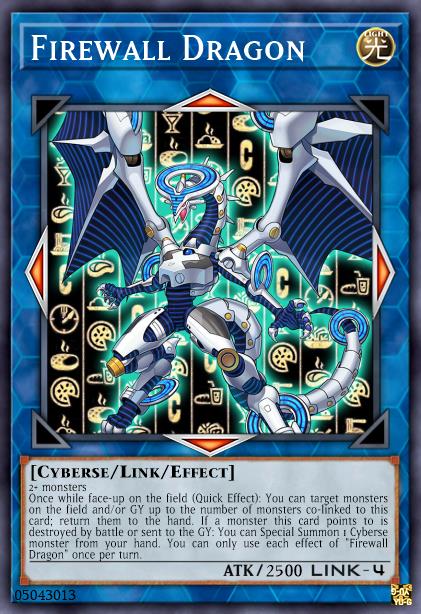 Firewall Dragon
LIGHT
光
[Cyberse/Link/Effect]
2+ monsters
Once while face-up on the field (Quick Effect): You can target monsters
on the field and/or GY up to the number of monsters co-linked to this
card; return them to the hand. If a monster this card points to is
destroyed by battle or sent to the GY: You can Special Summon 1 Cyberse
monster from your hand. You can only use each effect of "Firewall
Dragon" once per turn.
ATK/2500 LINK-4
05043013